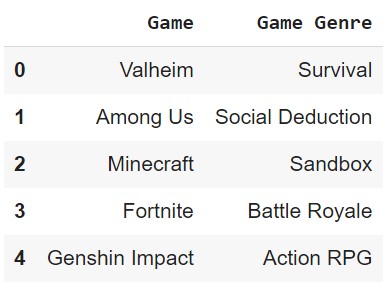 Game Game Genre
0 Valheim Survival
1 Among Us Social Deduction
2 Minecraft Sandbox
3 Fortnite Battle Royale
4 Genshin Impact Action RPG